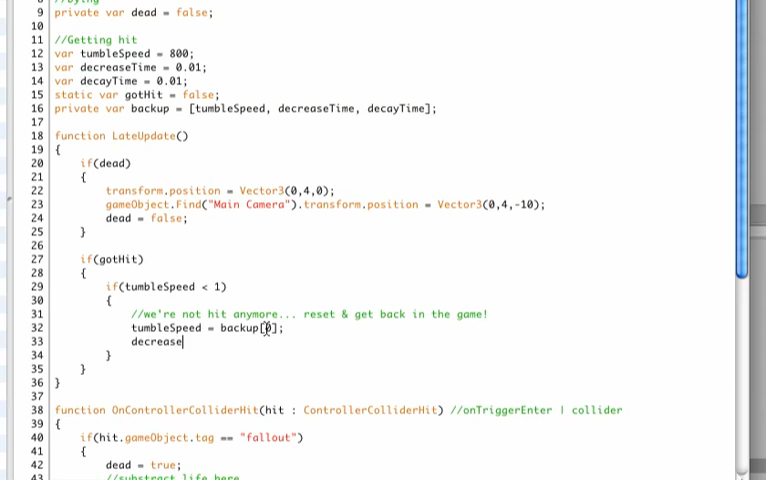 9 private var dead = false;
10
11 //Getting hit
12 var tumbleSpeed = 800;
13 var decreaseTime = 0.01;
14 var decayTime = 0.01;
15 static var gotHit = false;
16 private var backup = [tumbleSpeed, decreaseTime, decayTime];
17
18 function LateUpdate()
19 {
20 if(dead)
21 {
22 transform.position = Vector3(0,4,0);
23 gameObject.Find("Main Camera").transform.position = Vector3(0,4,-10);
24 dead = false;
25 }
26
27 if(gotHit)
28 {
29 if(tumbleSpeed < 1)
30 {
31 //we're not hit anymore... reset & get back in the game!
32 tumbleSpeed = backup[0];
33 decrease
34 }
35 }
36 }
37
38 function OnControllerColliderHit(hit : ControllerColliderHit) //onTriggerEnter | collider
39 {
40 if(hit.gameObject.tag == "fallout")
41 {
42 dead = true;
43 //substract life here